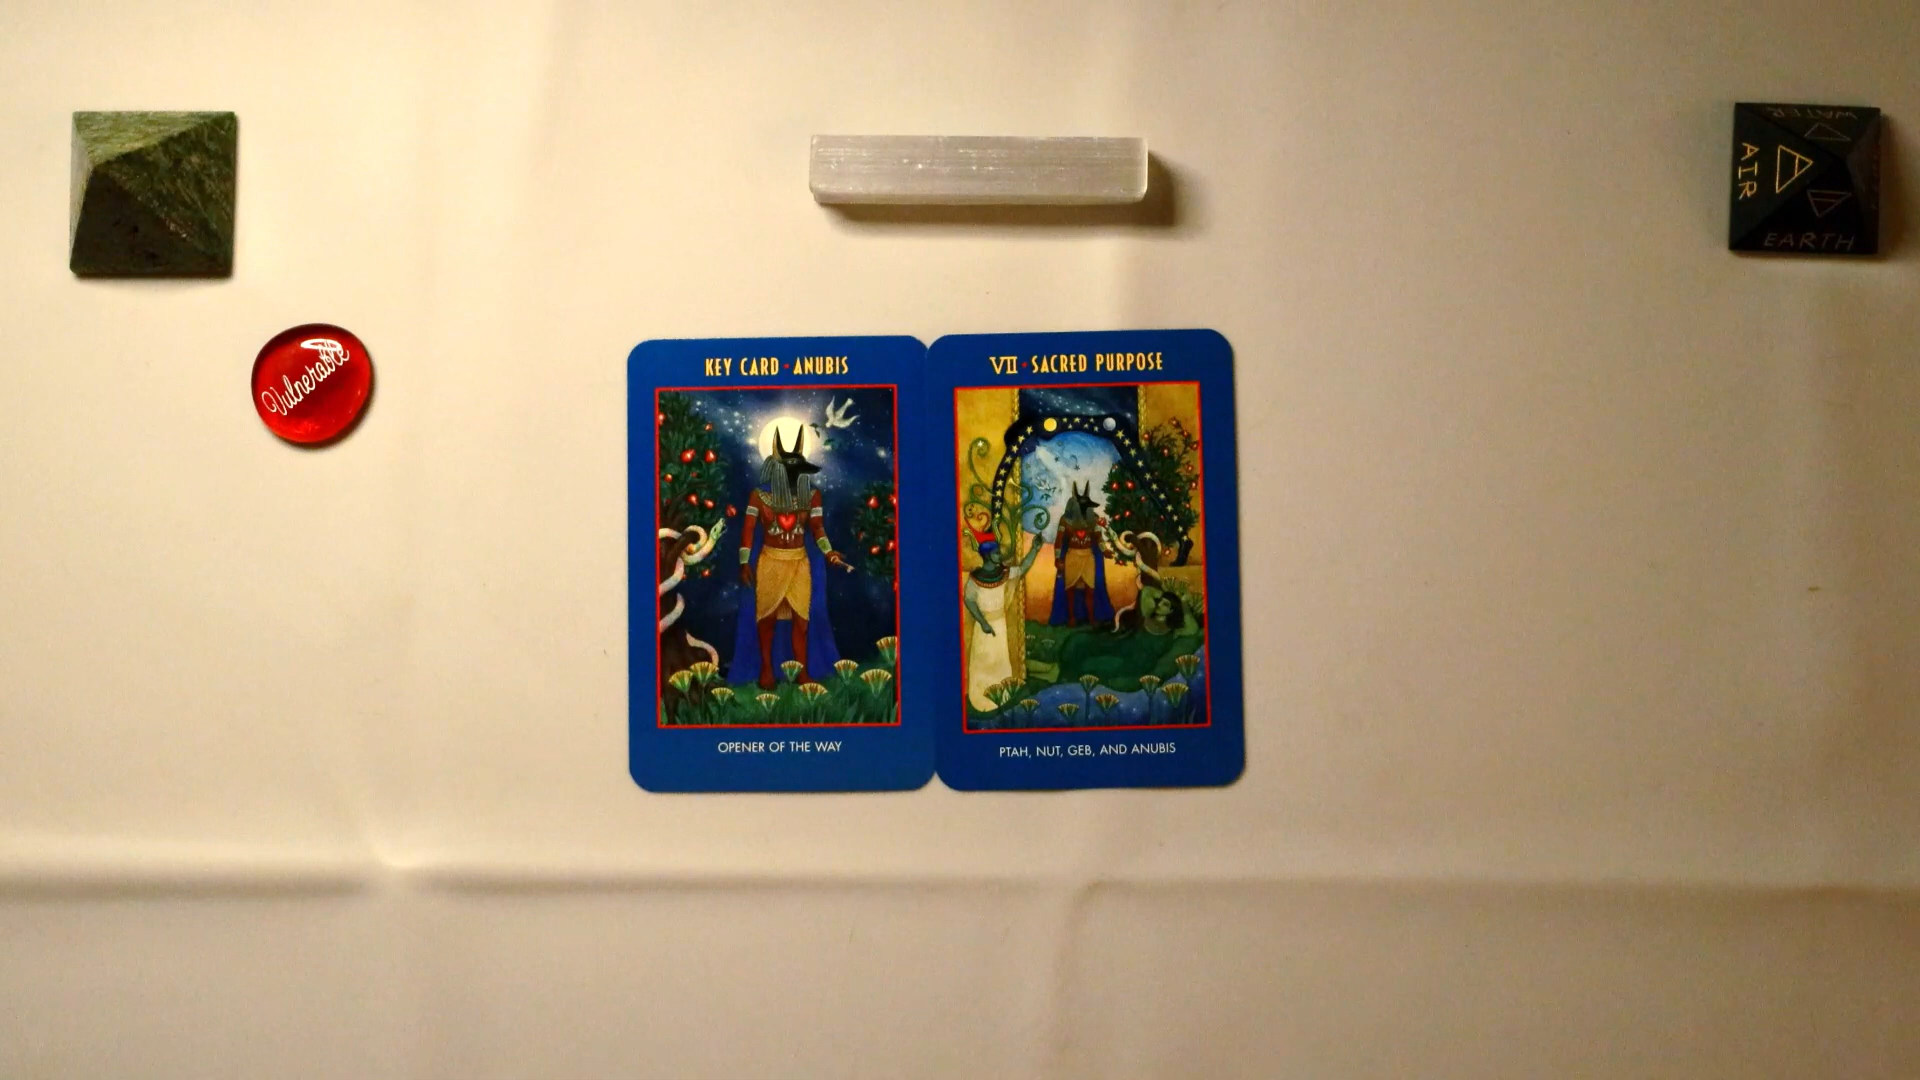 WATER
AIR
EARTH
Vulnerable
KEY CARD · ANUBIS
OPENER OF THE WAY
VII · SACRED PURPOSE
PTAH, NUT, GEB, AND ANUBIS